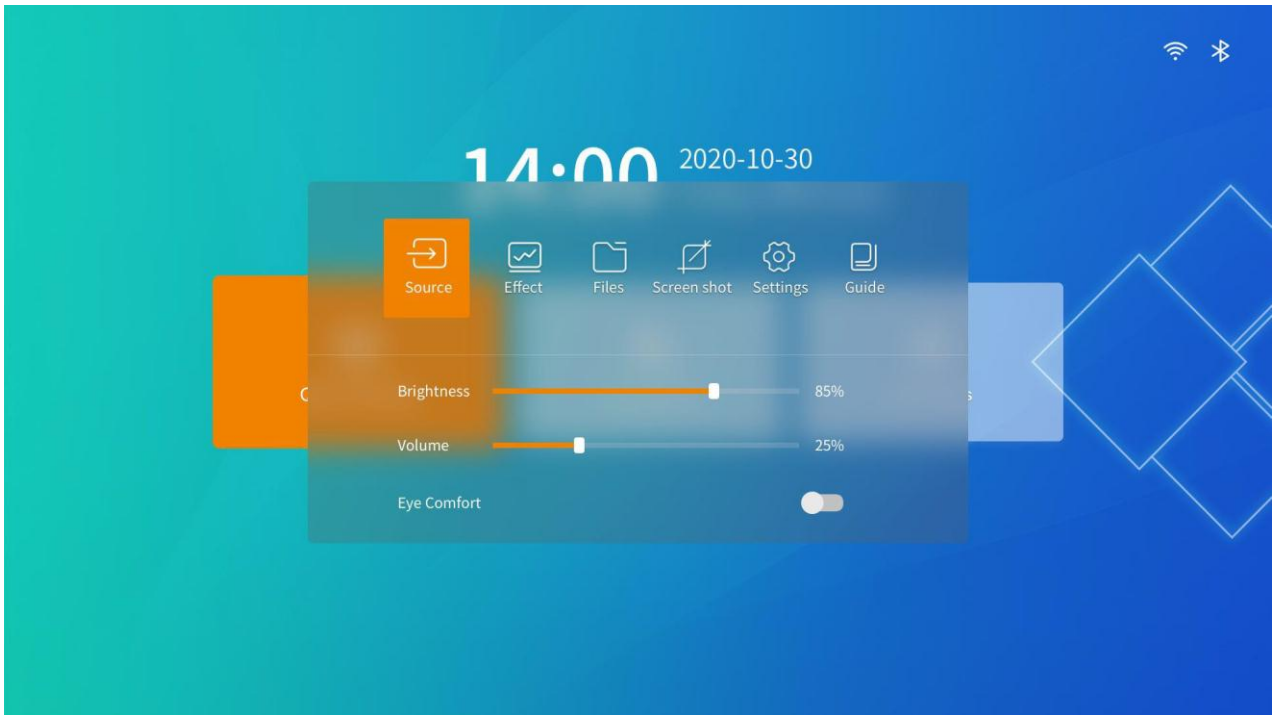 14:00 2020-10-30
Source Effect Files Screen shot Settings Guide
Brightness 85%
Volume 25%
Eye Comfort